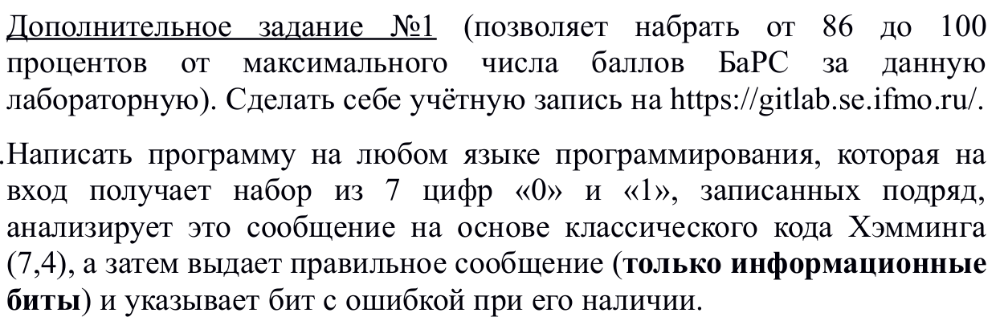 Дополнительное задание №1 (позволяет набрать от 86 до 100
процентов от максимального числа баллов БаРС за данную
лабораторную). Сделать себе учётную запись на https://gitlab.se.ifmo.ru/.
.Написать программу на любом языке программирования, которая на
вход получает набор из 7 цифр «0» и «1», записанных подряд,
анализирует это сообщение на основе классического кода Хэмминга
(7,4), а затем выдает правильное сообщение (только информационные
биты) и указывает бит с ошибкой при его наличии.